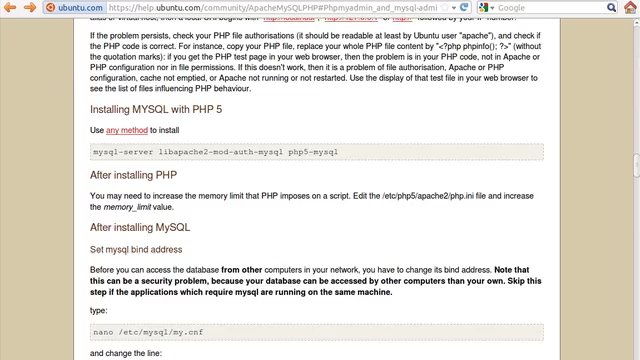 ubuntu.com
https://help.ubuntu.com/community/ApacheMySQLPHP#Phpmyadmin_and_mysql-admi
Google
If the problem persists, check your PHP file authorisations (it should be readable at least by Ubuntu user "apache"), and check if
the PHP code is correct. For instance, copy your PHP file, replace your whole PHP file content by "<?php phpinfo(); ?>" (without
the quotation marks): if you get the PHP test page in your web browser, then the problem is in your PHP code, not in Apache or
PHP configuration nor in file permissions. If this doesn't work, then it is a problem of file authorisation, Apache or PHP
configuration, cache not emptied, or Apache not running or not restarted. Use the display of that test file in your web browser to
see the list of files influencing PHP behaviour.
Installing MYSQL with PHP 5
Use any method to install
mysql-server libapache2-mod-auth-mysql php5-mysql
After installing PHP
You may need to increase the memory limit that PHP imposes on a script. Edit the /etc/php5/apache2/php.ini file and increase
the memory_limit value.
After installing MySQL
Set mysql bind address
Before you can access the database from other computers in your network, you have to change its bind address. Note that
this can be a security problem, because your database can be accessed by other computers than your own. Skip this
step if the applications which require mysql are running on the same machine.
type:
nano /etc/mysql/my.cnf
and change the line: